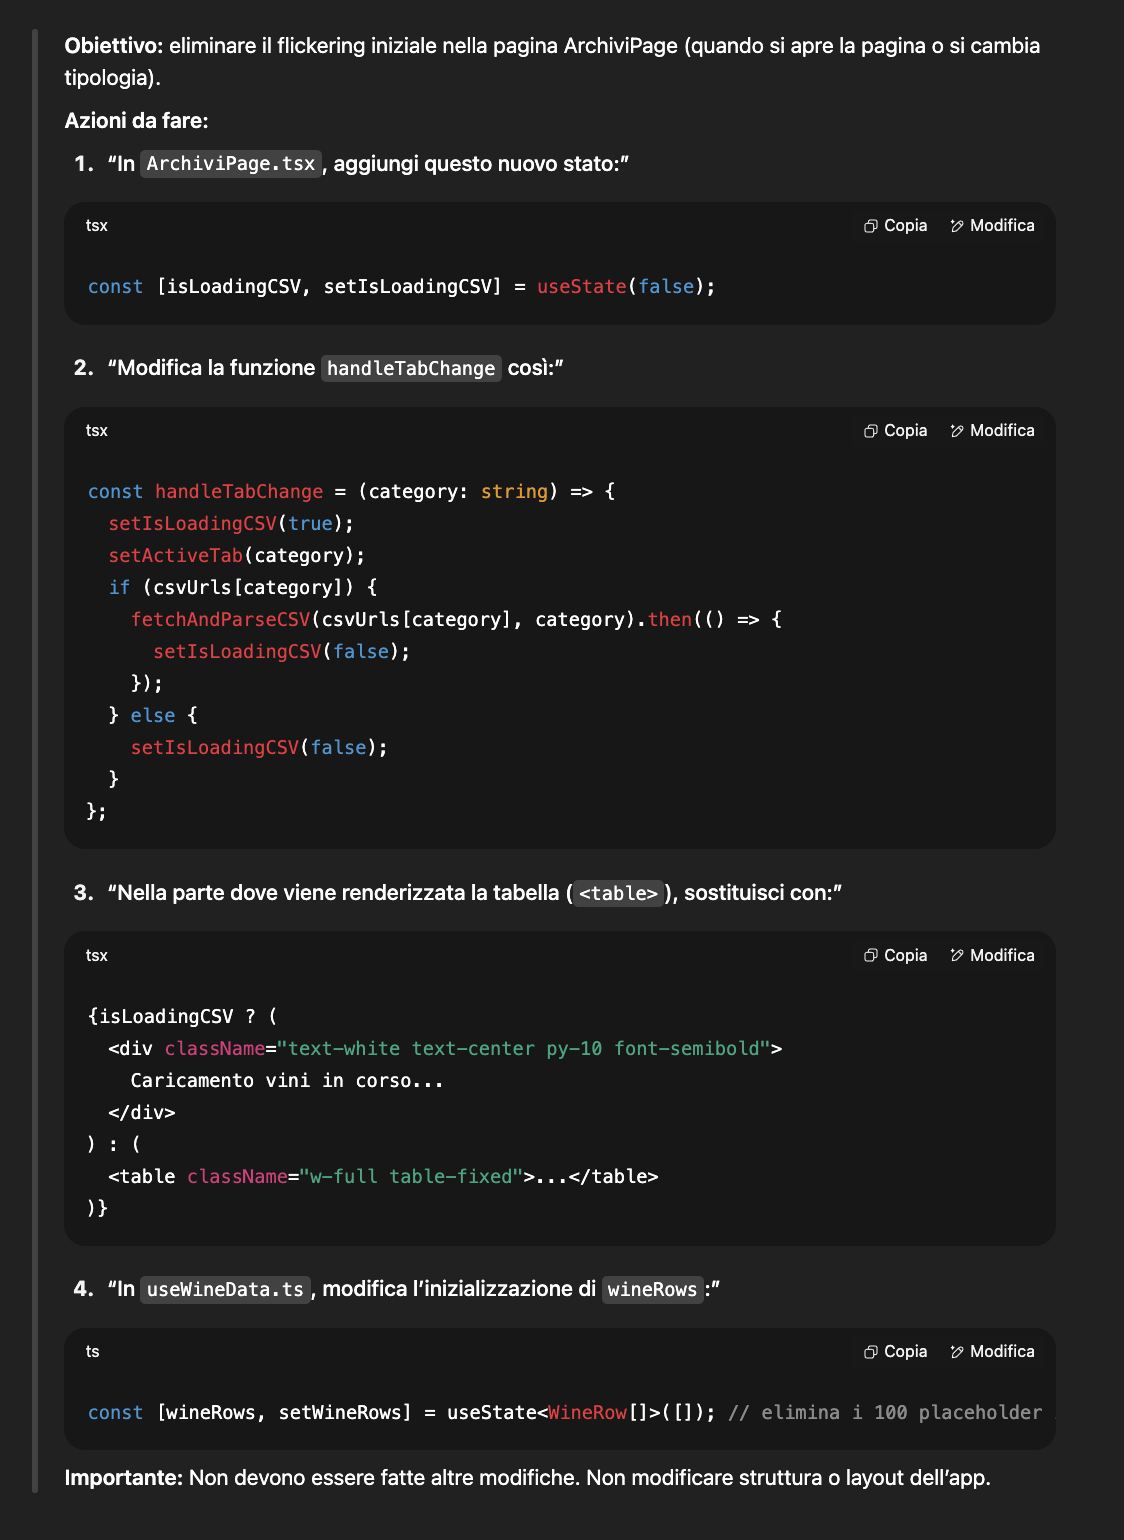 Obiettivo: eliminare il flickering iniziale nella pagina ArchiviPage (quando si apre la pagina o si cambia
tipologia).
Azioni da fare:
1. “In ArchiviPage.tsx, aggiungi questo nuovo stato:”
tsx Copia Modifica
const [isLoadingCSV, setIsLoadingCSV] = useState(false);
2. “Modifica la funzione handleTabChange così:”
tsx Copia Modifica
const handleTabChange = (category: string) => {
  setIsLoadingCSV(true);
  setActiveTab(category);
  if (csvUrls[category]) {
    fetchAndParseCSV(csvUrls[category], category).then(() => {
      setIsLoadingCSV(false);
    });
  } else {
    setIsLoadingCSV(false);
  }
};
3. “Nella parte dove viene renderizzata la tabella (<table>), sostituisci con:”
tsx Copia Modifica
{isLoadingCSV ? (
  <div className="text-white text-center py-10 font-semibold">
    Caricamento vini in corso...
  </div>
) : (
  <table className="w-full table-fixed">...</table>
)}
4. “In useWineData.ts, modifica l’inizializzazione di wineRows:”
ts Copia Modifica
const [wineRows, setWineRows] = useState<WineRow[]>([]); // elimina i 100 placeholder
Importante: Non devono essere fatte altre modifiche. Non modificare struttura o layout dell’app.